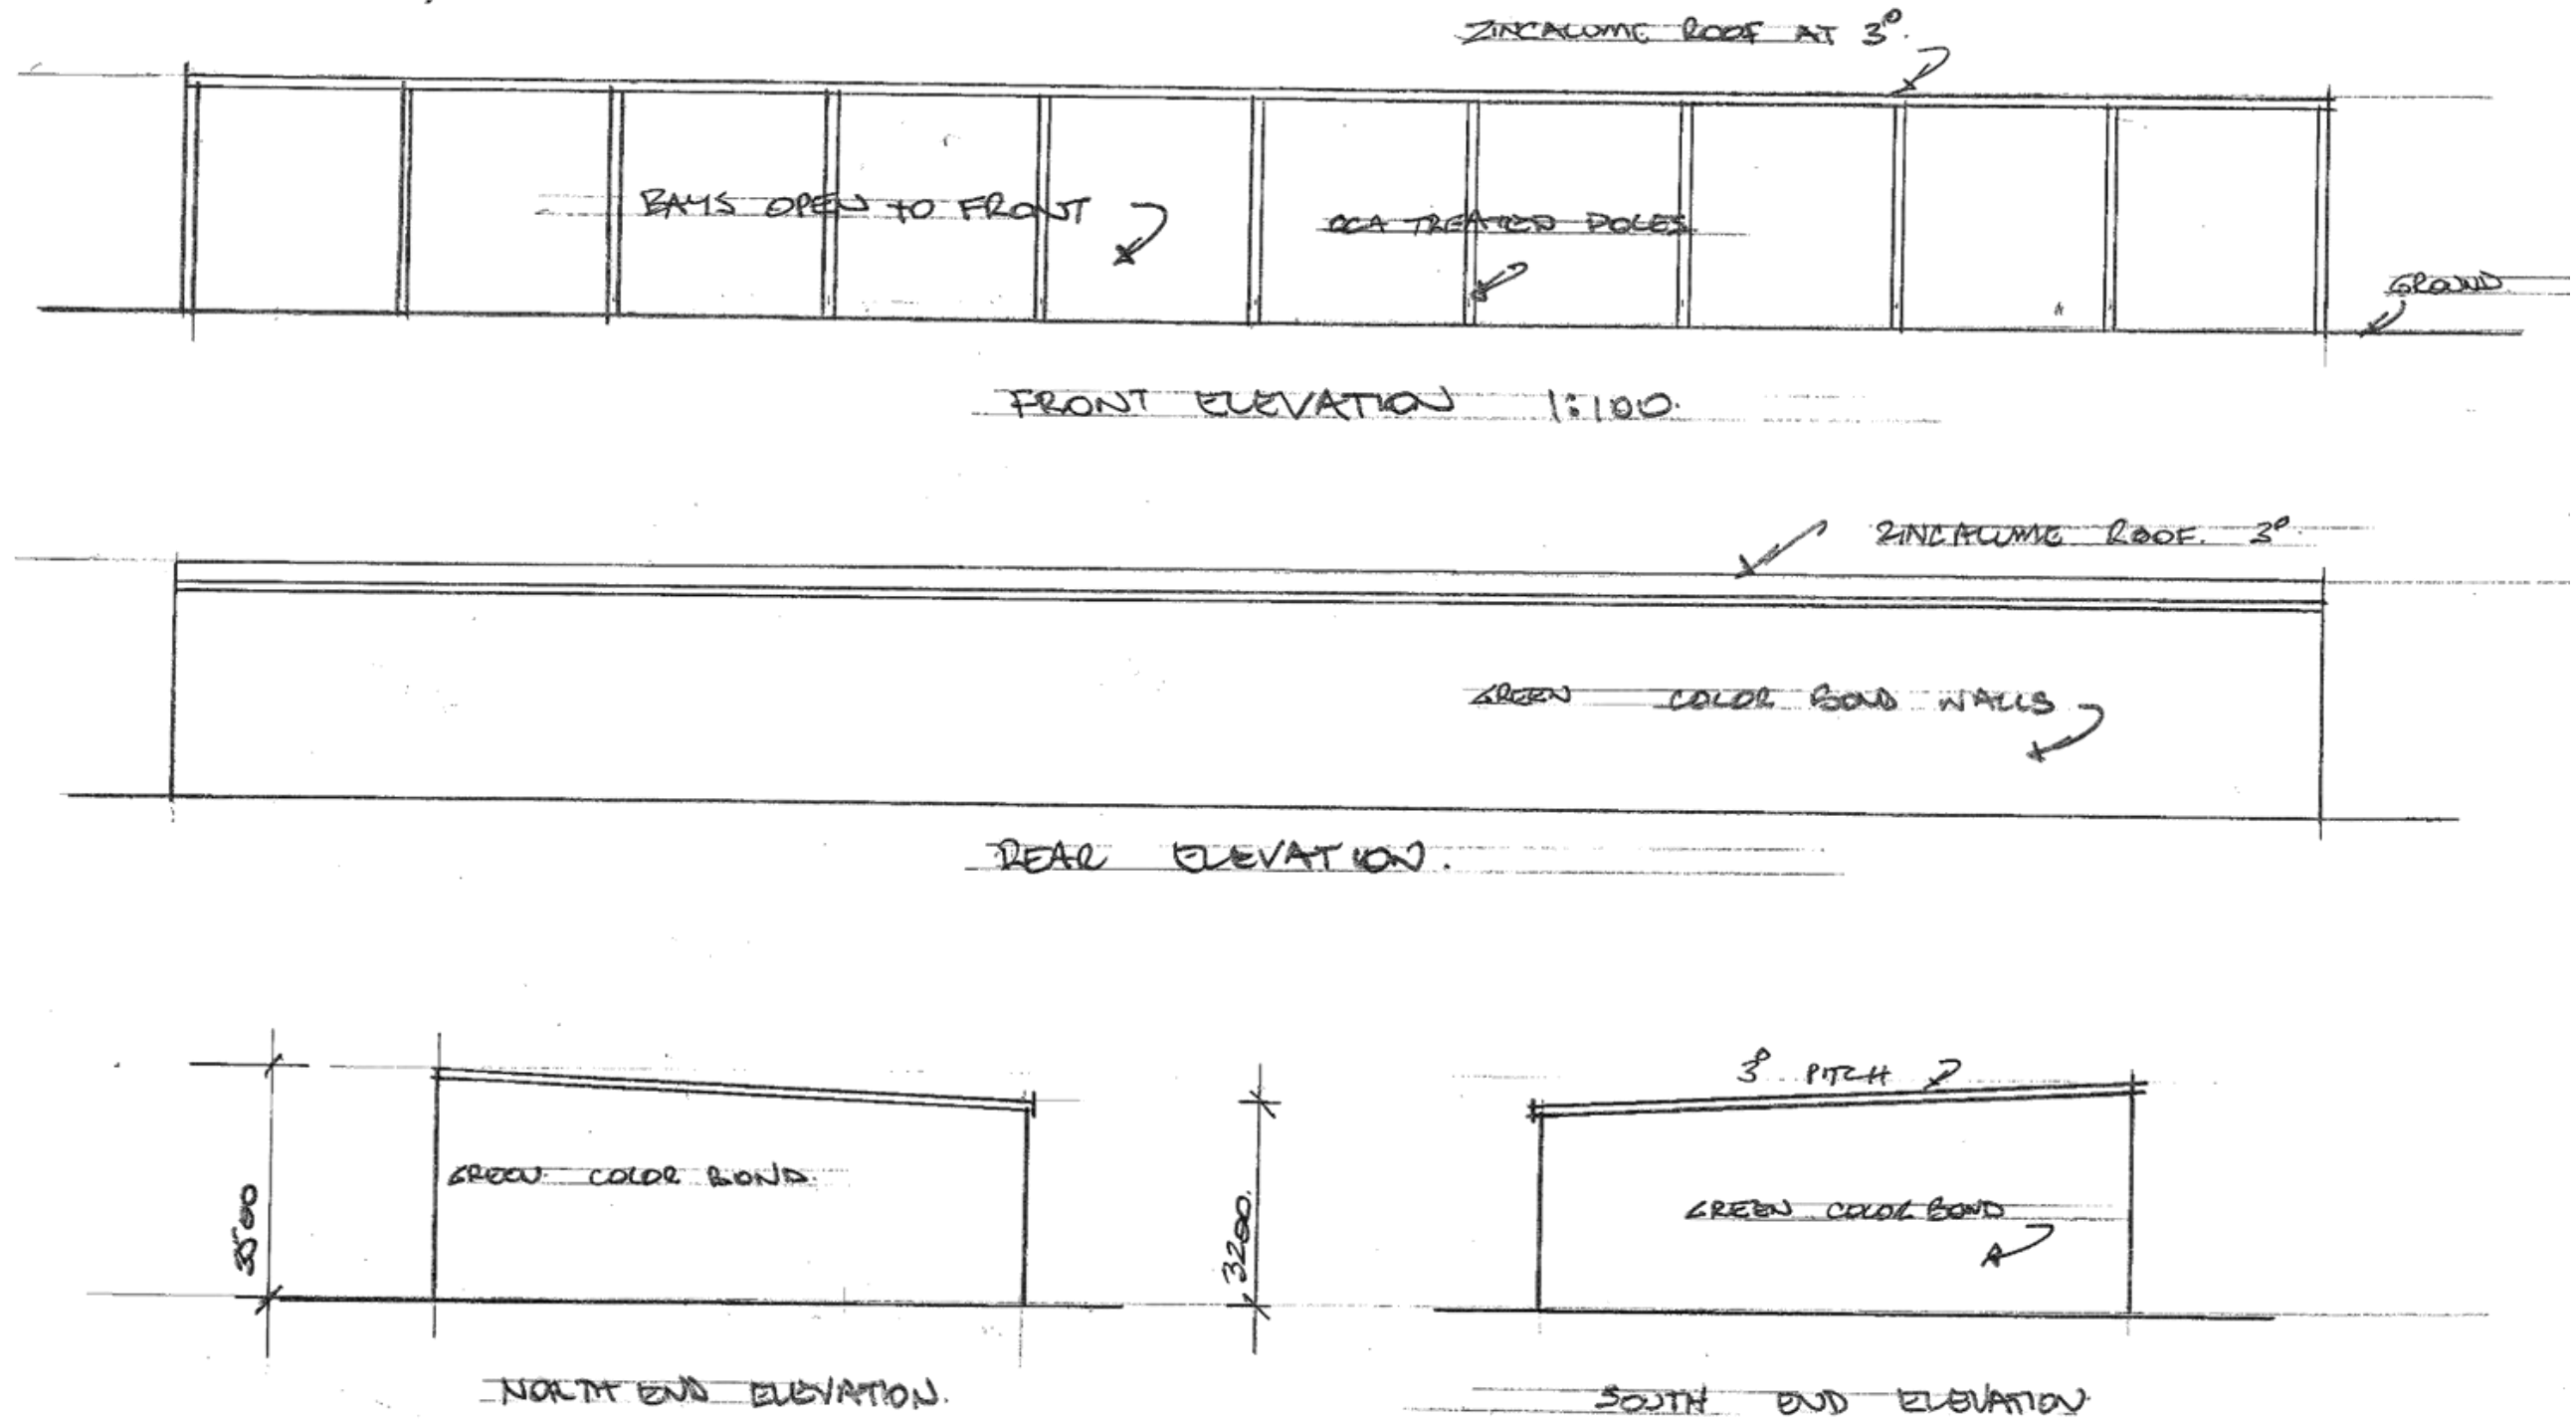 ZINCALUME ROOF AT 3°.
BAYS OPEN TO FRONT
CCA TREATED POLES
GROUND
FRONT ELEVATION 1:100.
ZINCALUME ROOF. 3°.
GREEN COLOR BOND WALLS
REAR ELEVATION.
3° PITCH
GREEN COLOR BOND.
GREEN COLOR BOND
3500
3200.
NORTH END ELEVATION.
SOUTH END ELEVATION